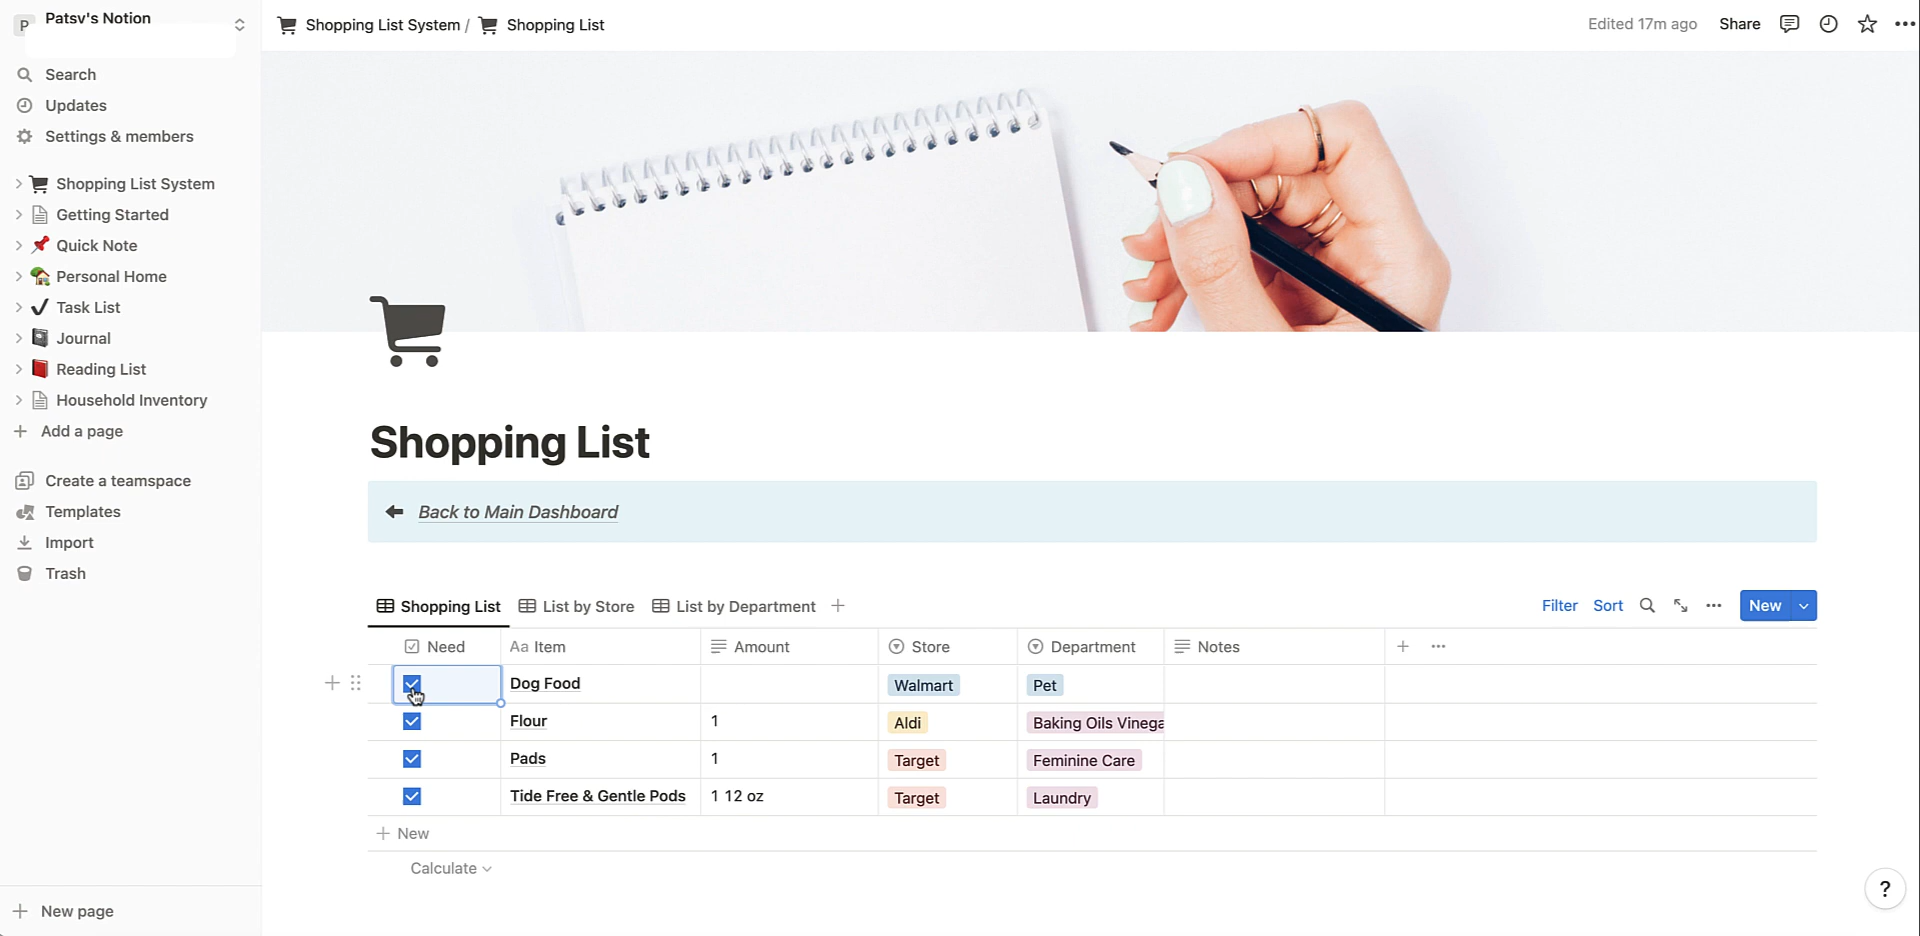 P Patsy's Notion
Search
Updates
Settings & members
Shopping List System
Getting Started
Quick Note
Personal Home
Task List
Journal
Reading List
Household Inventory
Add a page
Create a teamspace
Templates
Import
Trash
New page
Shopping List System / Shopping List
Edited 17m ago Share
Shopping List
Back to Main Dashboard
Shopping List List by Store List by Department
Filter Sort New
Need Aa Item Amount Store Department Notes
Dog Food Walmart Pet
Flour 1 Aldi Baking Oils Vinega
Pads 1 Target Feminine Care
Tide Free & Gentle Pods 1 12 oz Target Laundry
New
Calculate
?